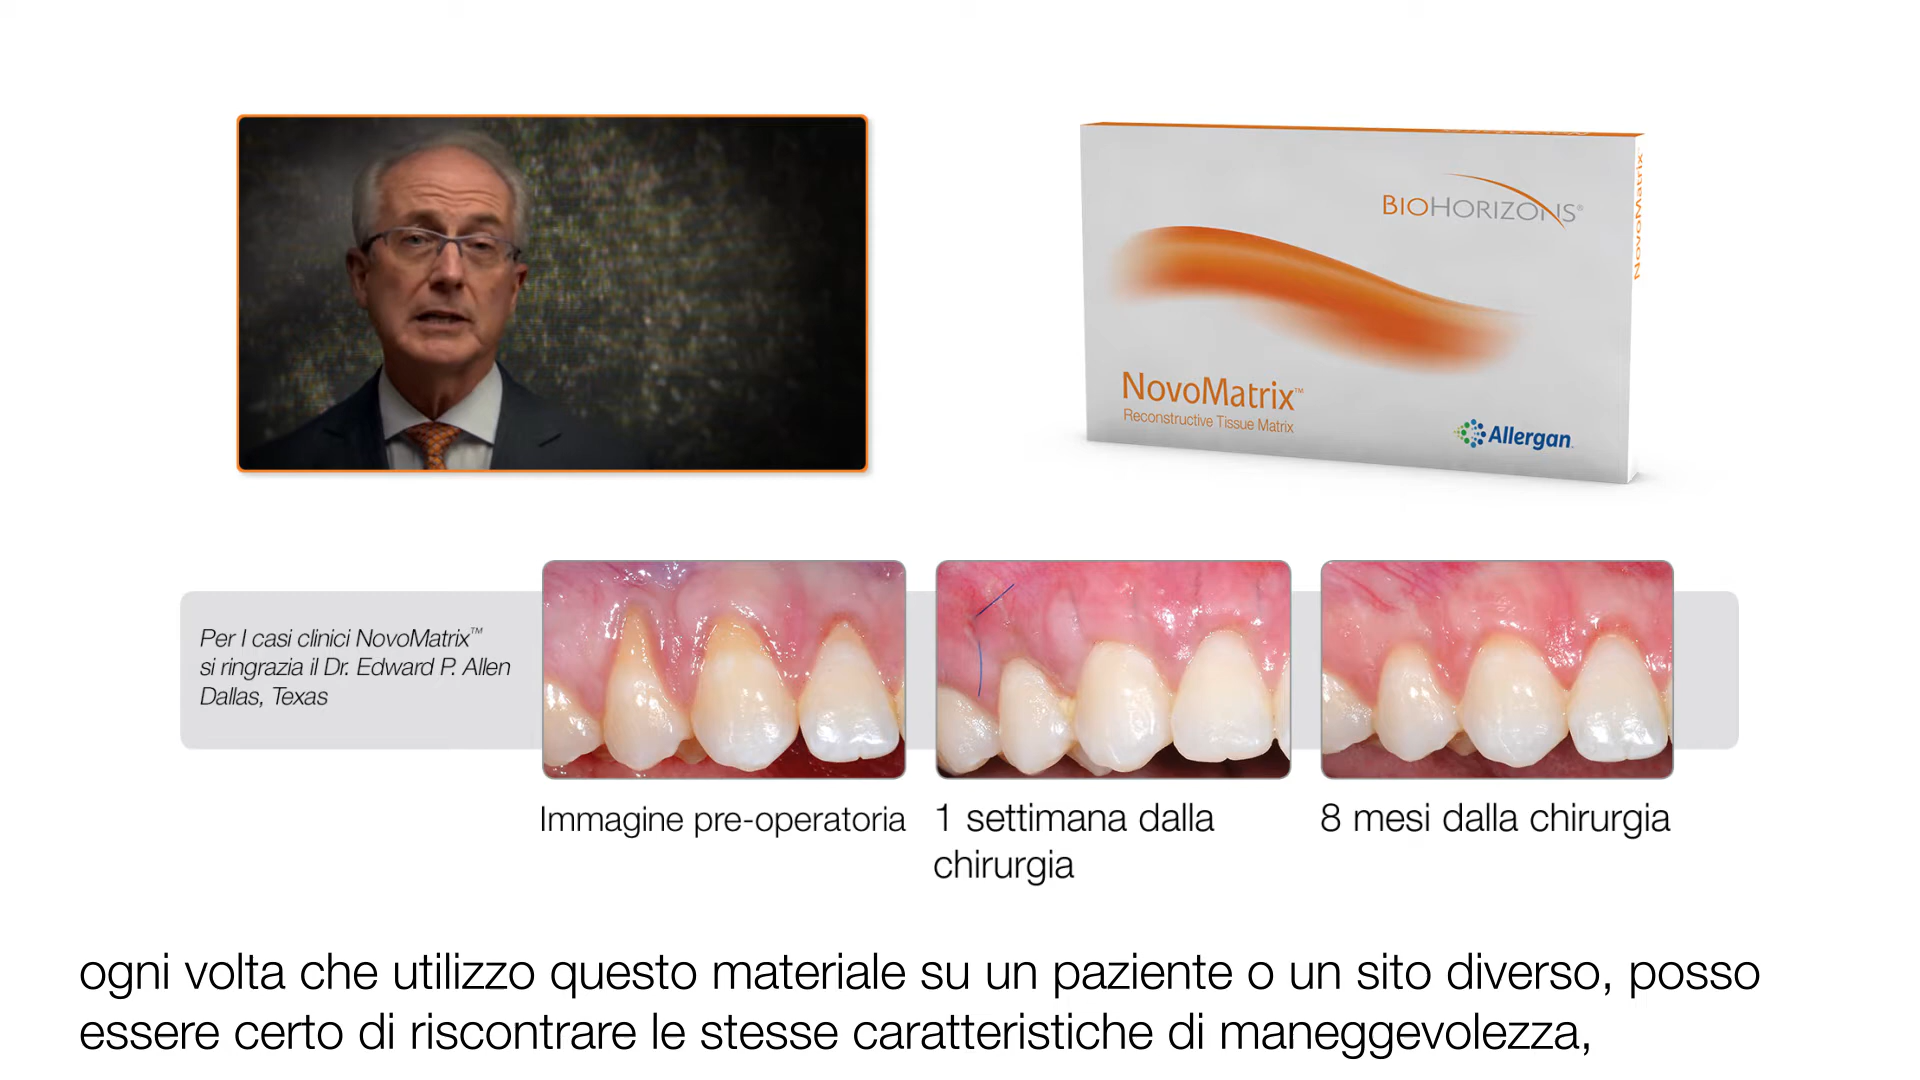 BIOHORIZONS®
NovoMatrix™
NovoMatrix™
Reconstructive Tissue Matrix
Allergan
Per I casi clinici NovoMatrix™
si ringrazia il Dr. Edward P. Allen
Dallas, Texas
Immagine pre-operatoria
1 settimana dalla
chirurgia
8 mesi dalla chirurgia
ogni volta che utilizzo questo materiale su un paziente o un sito diverso, posso
essere certo di riscontrare le stesse caratteristiche di maneggevolezza,